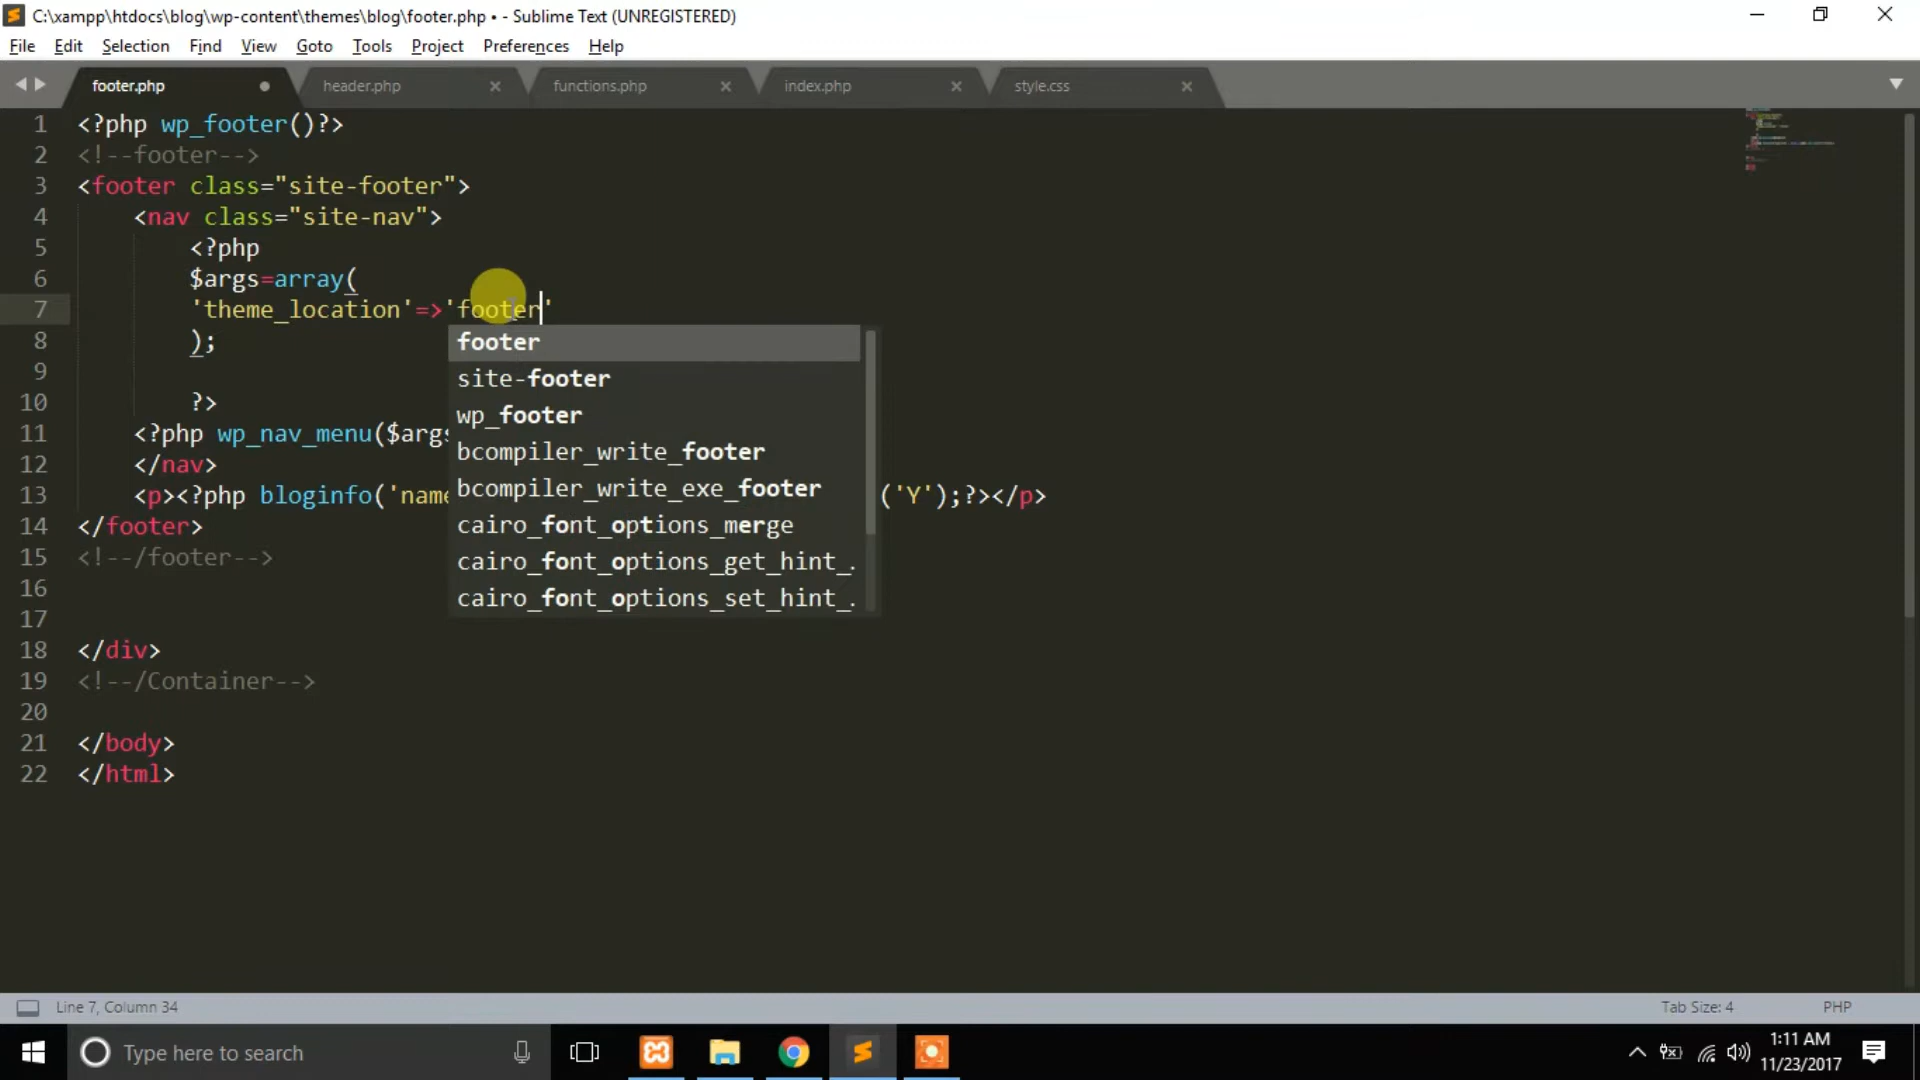 C:\xampp\htdocs\blog\wp-content\themes\blog\footer.php • - Sublime Text (UNREGISTERED)
File Edit Selection Find View Goto Tools Project Preferences Help
footer.php header.php functions.php index.php style.css
1 <?php wp_footer()?>
2 <!--footer-->
3 <footer class="site-footer">
4 <nav class="site-nav">
5 <?php
6 $args=array(
7 'theme_location'=>'footer'
8 );
9
10 ?>
11 <?php wp_nav_menu($args
12 </nav>
13 <p><?php bloginfo('name ('Y');?></p>
14 </footer>
15 <!--/footer-->
16
17
18 </div>
19 <!--/Container-->
20
21 </body>
22 </html>
footer
site-footer
wp_footer
bcompiler_write_footer
bcompiler_write_exe_footer
cairo_font_options_merge
cairo_font_options_get_hint_.
cairo_font_options_set_hint_.
Line 7, Column 34 Tab Size: 4 PHP
Type here to search
1:11 AM
11/23/2017